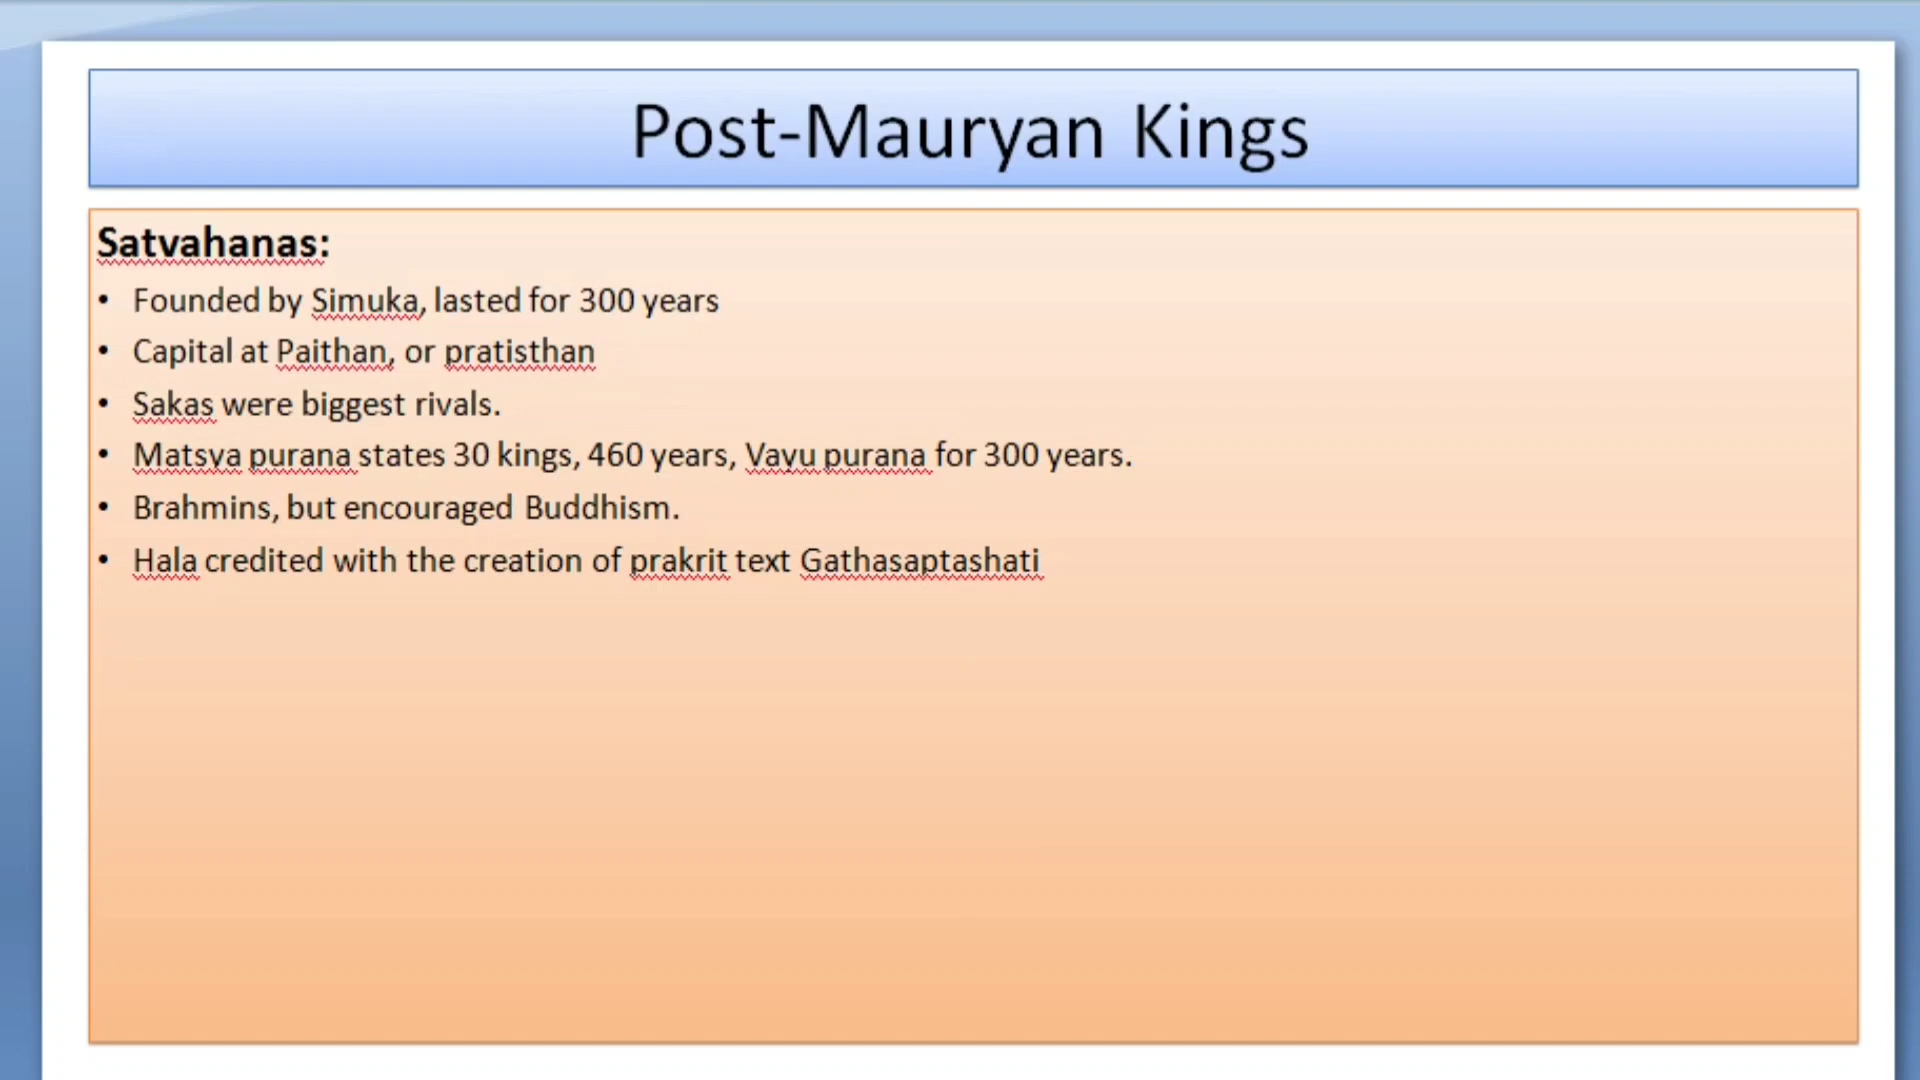 Post-Mauryan Kings
Satvahanas:
• Founded by Simuka, lasted for 300 years
• Capital at Paithan, or pratisthan
• Sakas were biggest rivals.
• Matsya purana states 30 kings, 460 years, Vayu purana for 300 years.
• Brahmins, but encouraged Buddhism.
• Hala credited with the creation of prakrit text Gathasaptashati